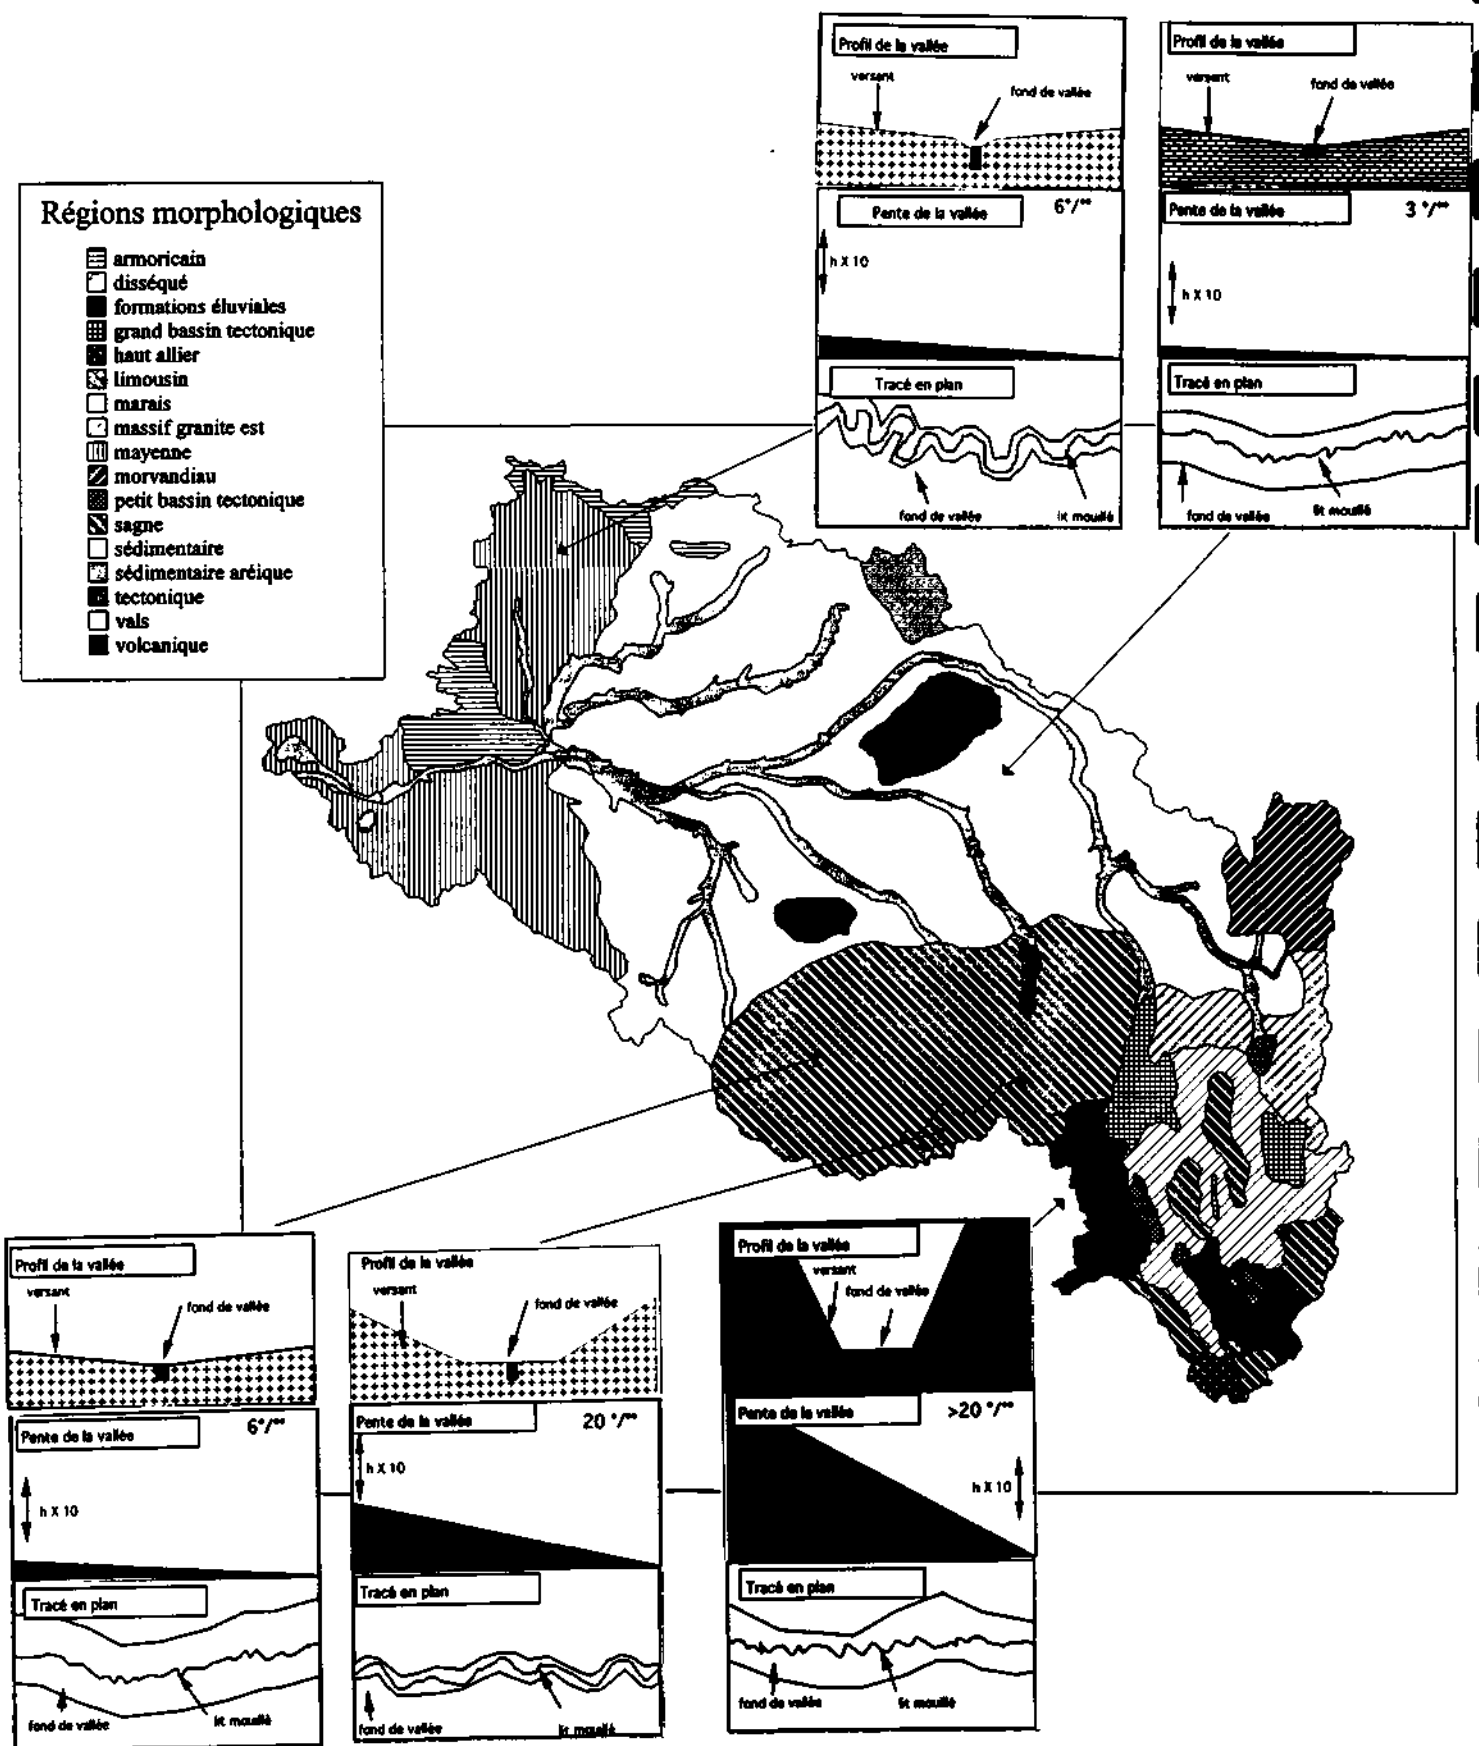 Profil de la vallée
versant
fond de vallée
Pente de la vallée
6°/°°
h X 10
Tracé en plan
fond de vallée
lit mouillé
Profil de la vallée
versant
fond de vallée
Pente de la vallée
3 °/°°
h X 10
Tracé en plan
fond de vallée
lit mouillé
Régions morphologiques
armoricain
disséqué
formations éluviales
grand bassin tectonique
haut allier
limousin
marais
massif granite est
mayenne
morvandiau
petit bassin tectonique
sagne
sédimentaire
sédimentaire aréique
tectonique
vals
volcanique
Profil de la vallée
versant
fond de vallée
Pente de la vallée
6°/°°
h X 10
Tracé en plan
fond de vallée
lit mouillé
Profil de la vallée
versant
fond de vallée
Pente de la vallée
20 °/°°
h X 10
Tracé en plan
fond de vallée
lit mouillé
Profil de la vallée
versant
fond de vallée
Pente de la vallée
>20 °/°°
h X 10
Tracé en plan
fond de vallée
lit mouillé